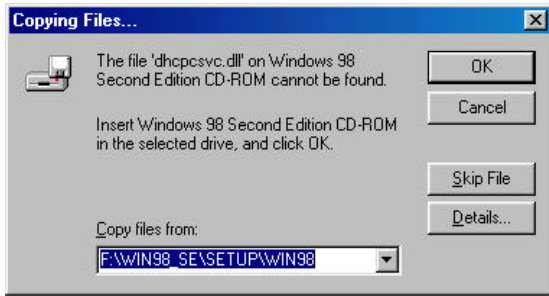 Copying Files...
The file 'dhcpcsvc.dll' on Windows 98
Second Edition CD-ROM cannot be found.
Insert Windows 98 Second Edition CD-ROM
in the selected drive, and click OK.
Copy files from:
F:\WIN98_SE\SETUP\WIN98
OK
Cancel
Skip File
Details...